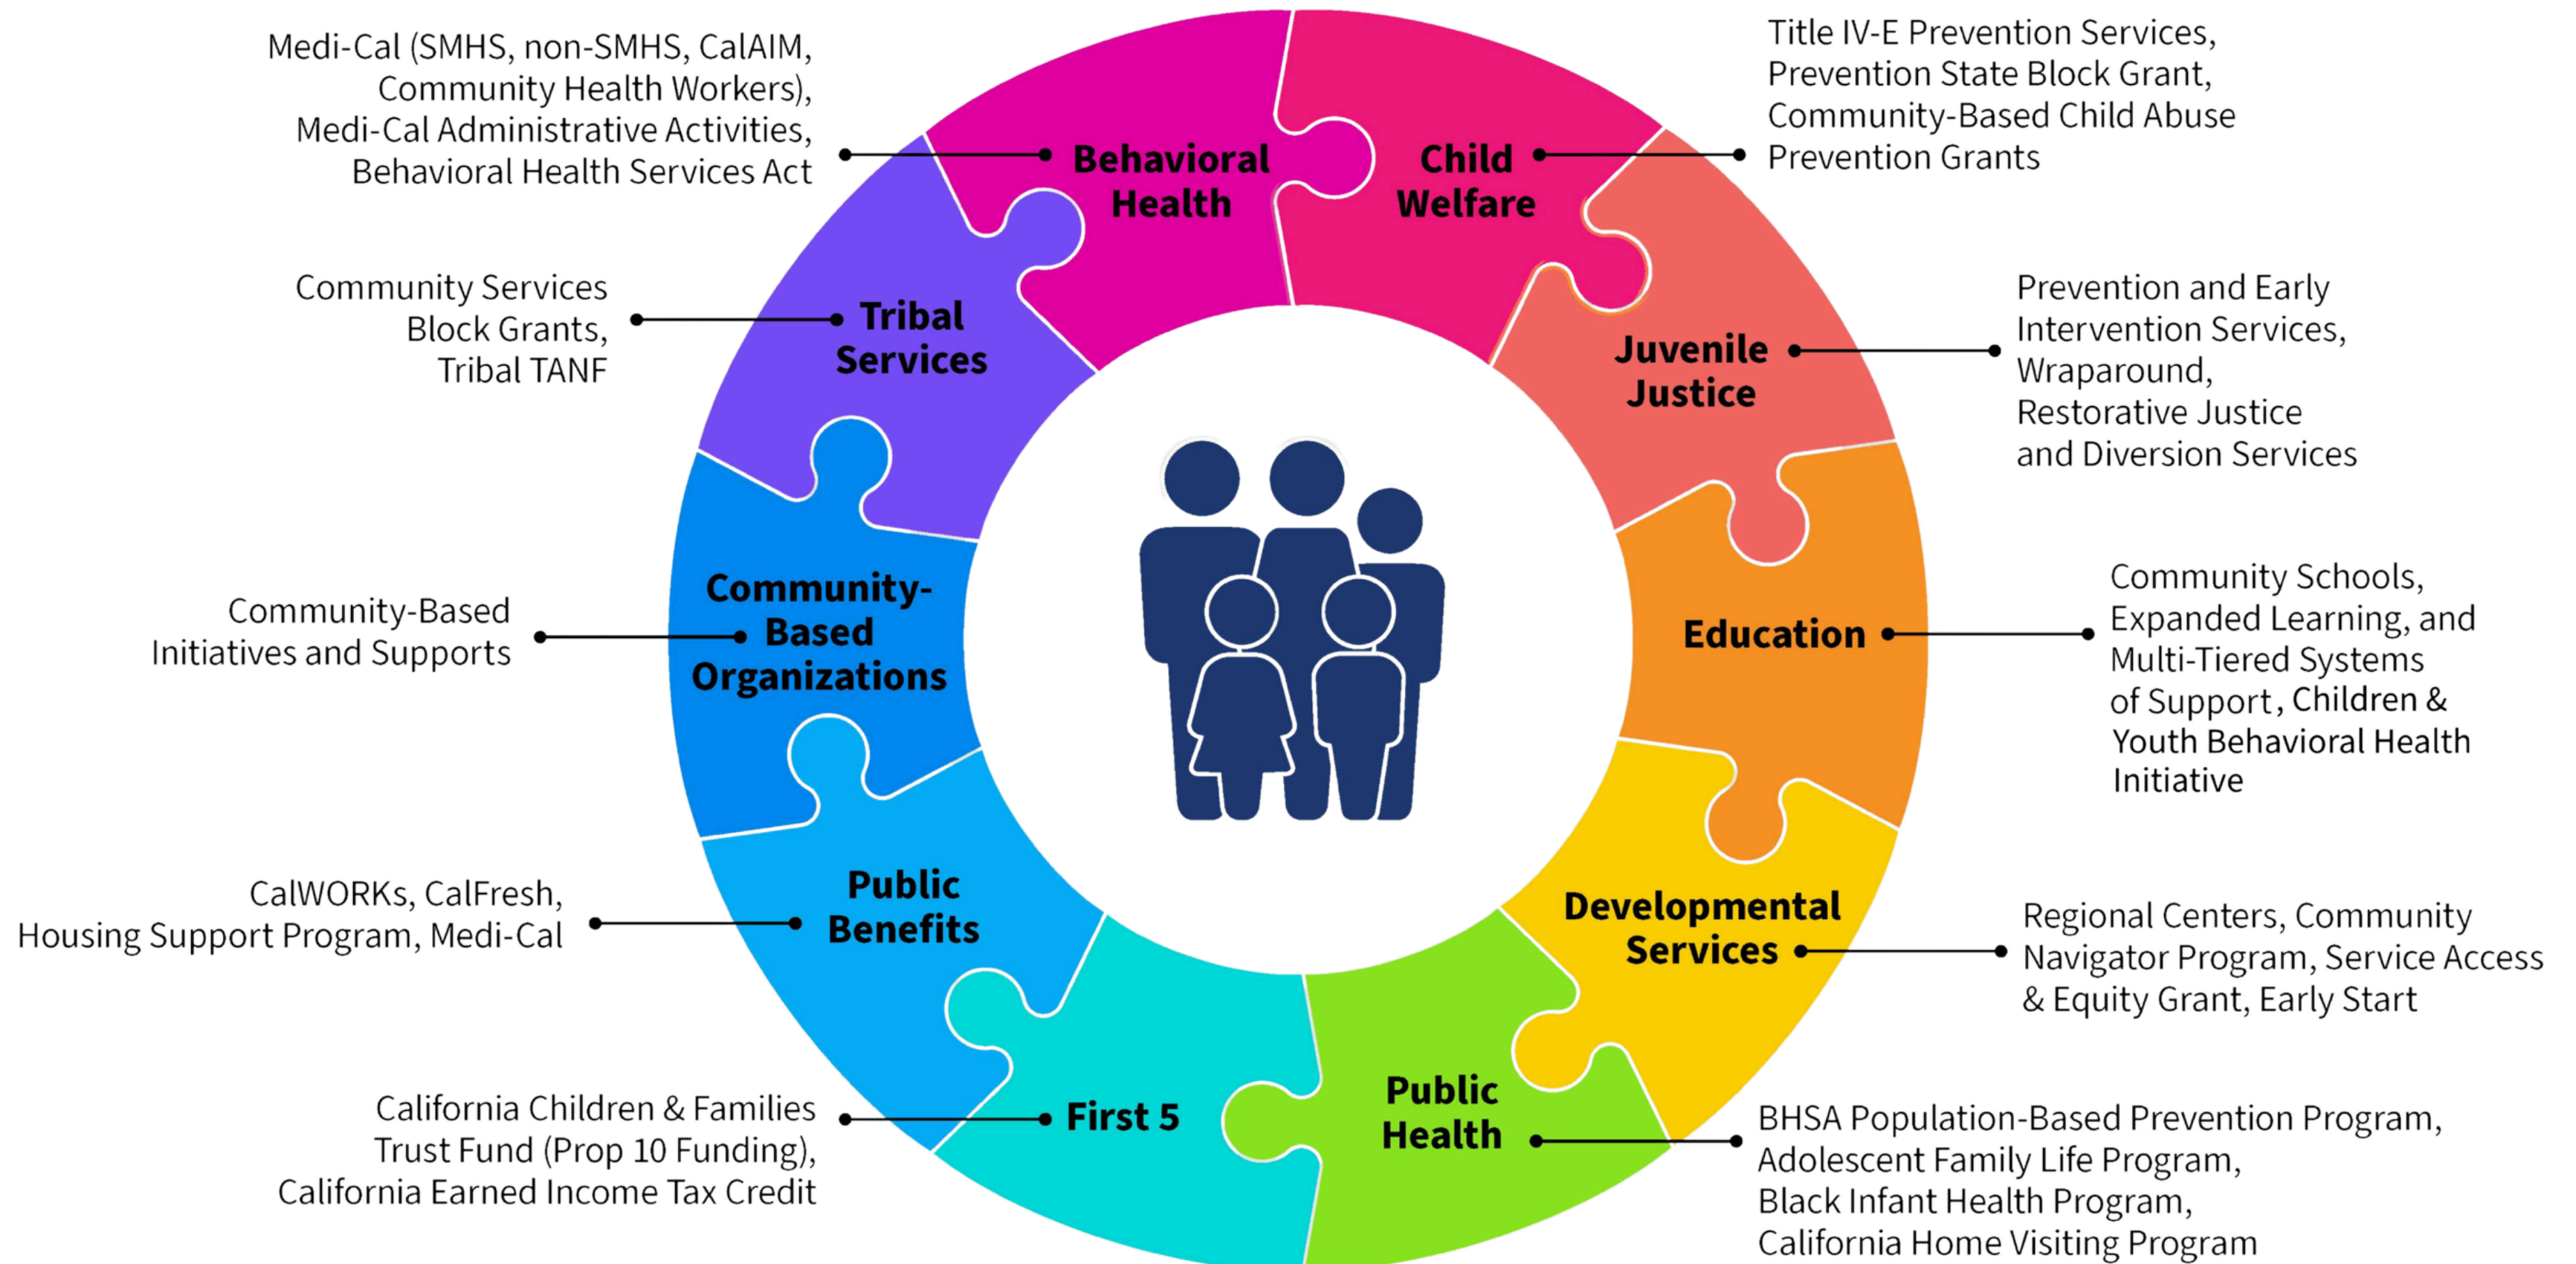 Medi-Cal (SMHS, non-SMHS, CalAIM,
Community Health Workers),
Medi-Cal Administrative Activities,
Behavioral Health Services Act
Behavioral
Health
Child
Welfare
Title IV-E Prevention Services,
Prevention State Block Grant,
Community-Based Child Abuse
Prevention Grants
Community Services
Block Grants,
Tribal TANF
Tribal
Services
Juvenile
Justice
Prevention and Early
Intervention Services,
Wraparound,
Restorative Justice
and Diversion Services
Community-Based
Initiatives and Supports
Community-
Based
Organizations
Education
Community Schools,
Expanded Learning, and
Multi-Tiered Systems
of Support, Children &
Youth Behavioral Health
Initiative
CalWORKs, CalFresh,
Housing Support Program, Medi-Cal
Public
Benefits
Developmental
Services
Regional Centers, Community
Navigator Program, Service Access
& Equity Grant, Early Start
California Children & Families
Trust Fund (Prop 10 Funding),
California Earned Income Tax Credit
First 5
Public
Health
BHSA Population-Based Prevention Program,
Adolescent Family Life Program,
Black Infant Health Program,
California Home Visiting Program